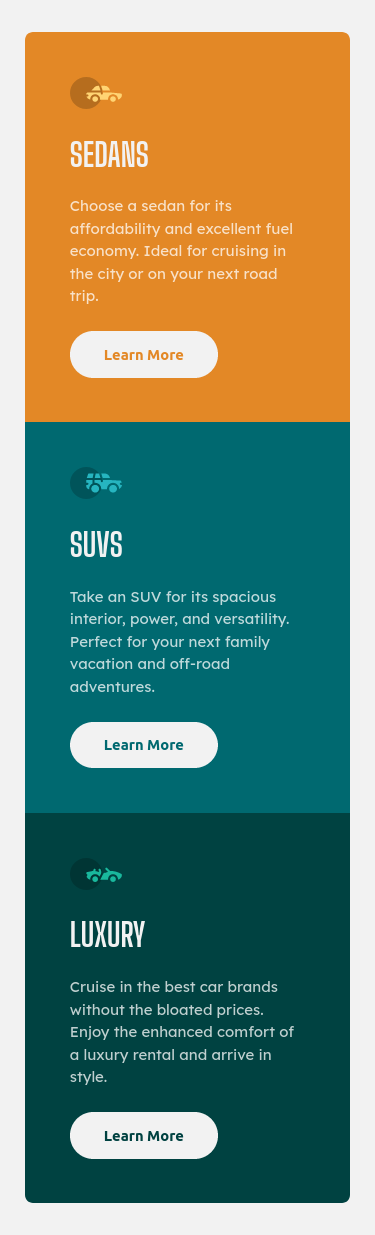 SEDANS
Choose a sedan for its
affordability and excellent fuel
economy. Ideal for cruising in
the city or on your next road
trip.
Learn More
SUVS
Take an SUV for its spacious
interior, power, and versatility.
Perfect for your next family
vacation and off-road
adventures.
Learn More
LUXURY
Cruise in the best car brands
without the bloated prices.
Enjoy the enhanced comfort of
a luxury rental and arrive in
style.
Learn More